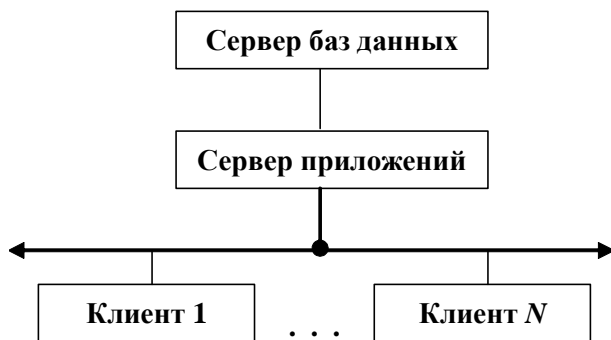 Сервер баз данных
Сервер приложений
Клиент 1
. . .
Клиент N